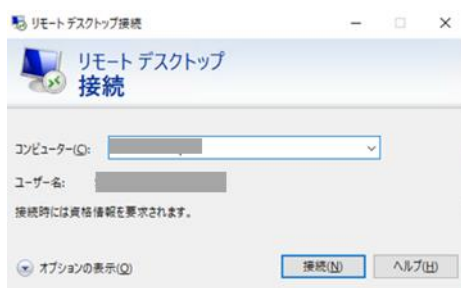 リモート デスクトップ接続
リモート デスクトップ
接続
コンピューター(C):
ユーザー名:
接続時には資格情報を要求されます。
オプションの表示(O)
接続(N)
ヘルプ(H)